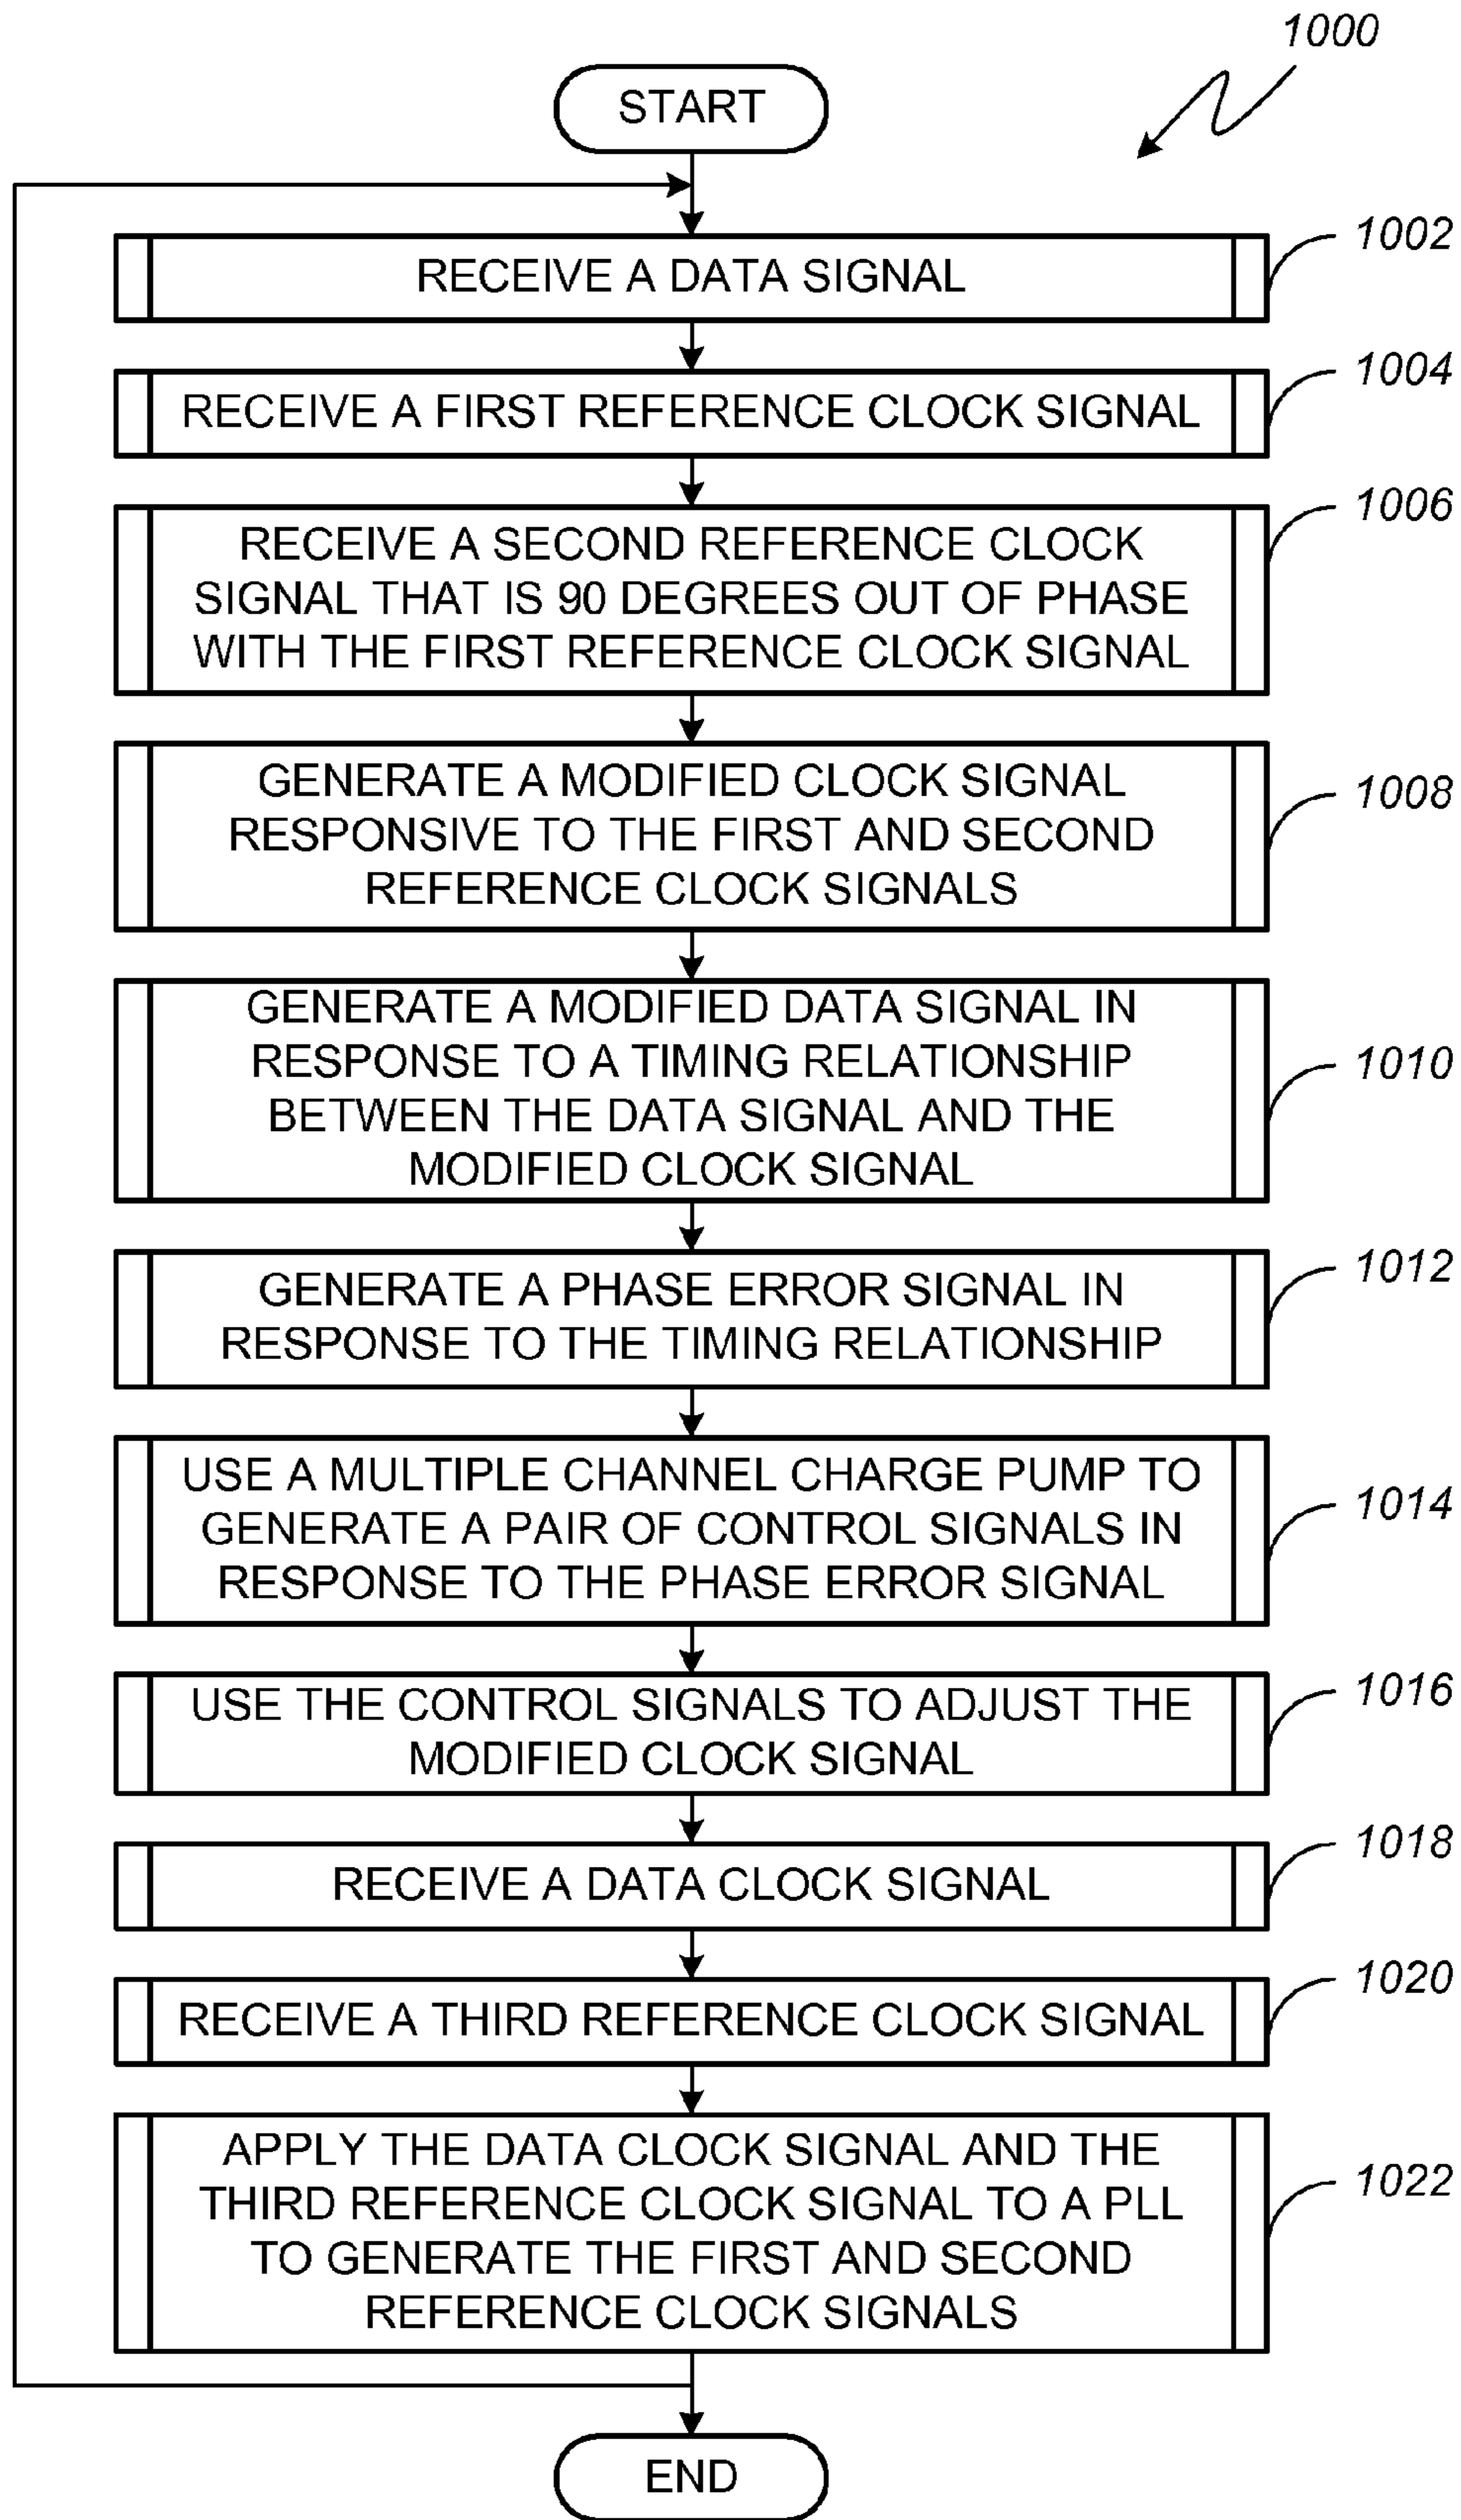 1000
START
1002
RECEIVE A DATA SIGNAL
1004
RECEIVE A FIRST REFERENCE CLOCK SIGNAL
1006
RECEIVE A SECOND REFERENCE CLOCK
SIGNAL THAT IS 90 DEGREES OUT OF PHASE
WITH THE FIRST REFERENCE CLOCK SIGNAL
1008
GENERATE A MODIFIED CLOCK SIGNAL
RESPONSIVE TO THE FIRST AND SECOND
REFERENCE CLOCK SIGNALS
1010
GENERATE A MODIFIED DATA SIGNAL IN
RESPONSE TO A TIMING RELATIONSHIP
BETWEEN THE DATA SIGNAL AND THE
MODIFIED CLOCK SIGNAL
1012
GENERATE A PHASE ERROR SIGNAL IN
RESPONSE TO THE TIMING RELATIONSHIP
1014
USE A MULTIPLE CHANNEL CHARGE PUMP TO
GENERATE A PAIR OF CONTROL SIGNALS IN
RESPONSE TO THE PHASE ERROR SIGNAL
1016
USE THE CONTROL SIGNALS TO ADJUST THE
MODIFIED CLOCK SIGNAL
1018
RECEIVE A DATA CLOCK SIGNAL
1020
RECEIVE A THIRD REFERENCE CLOCK SIGNAL
1022
APPLY THE DATA CLOCK SIGNAL AND THE
THIRD REFERENCE CLOCK SIGNAL TO A PLL
TO GENERATE THE FIRST AND SECOND
REFERENCE CLOCK SIGNALS
END